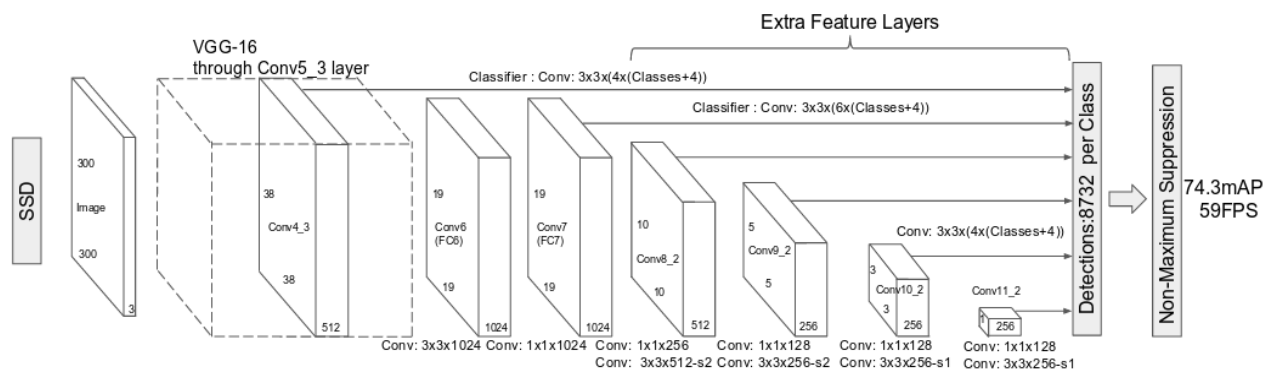 Extra Feature Layers
VGG-16
through Conv5_3 layer
Classifier : Conv: 3x3x(4x(Classes+4))
Classifier : Conv: 3x3x(6x(Classes+4))
SSD
300
Image
300
3
38
Conv4_3
38
512
19
Conv6
(FC6)
19
1024
19
Conv7
(FC7)
19
1024
10
Conv8_2
10
512
5
Conv9_2
5
256
Conv: 3x3x(4x(Classes+4))
3
Conv10_2
3
256
Conv11_2
1
256
Detections:8732 per Class
Non-Maximum Suppression
74.3mAP
59FPS
Conv: 3x3x1024
Conv: 1x1x1024
Conv: 1x1x256
Conv: 3x3x512-s2
Conv: 1x1x128
Conv: 3x3x256-s2
Conv: 1x1x128
Conv: 3x3x256-s1
Conv: 1x1x128
Conv: 3x3x256-s1